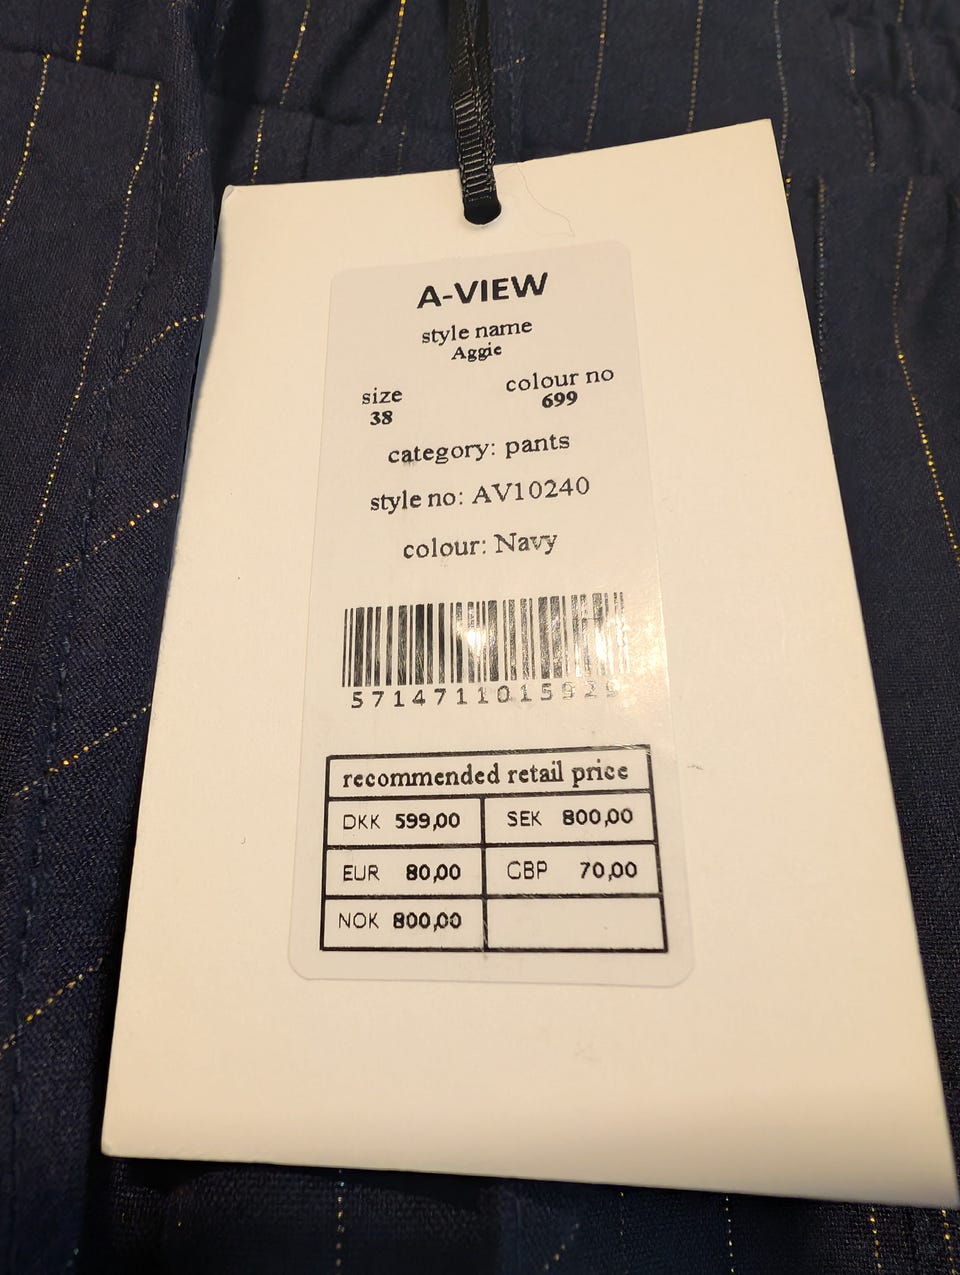 A-VIEW
style name
Aggie
size colour no
38 699
category: pants
style no: AV10240
colour: Navy
5714711015929
recommended retail price
DKK 599,00 SEK 800,00
EUR 80,00 GBP 70,00
NOK 800,00